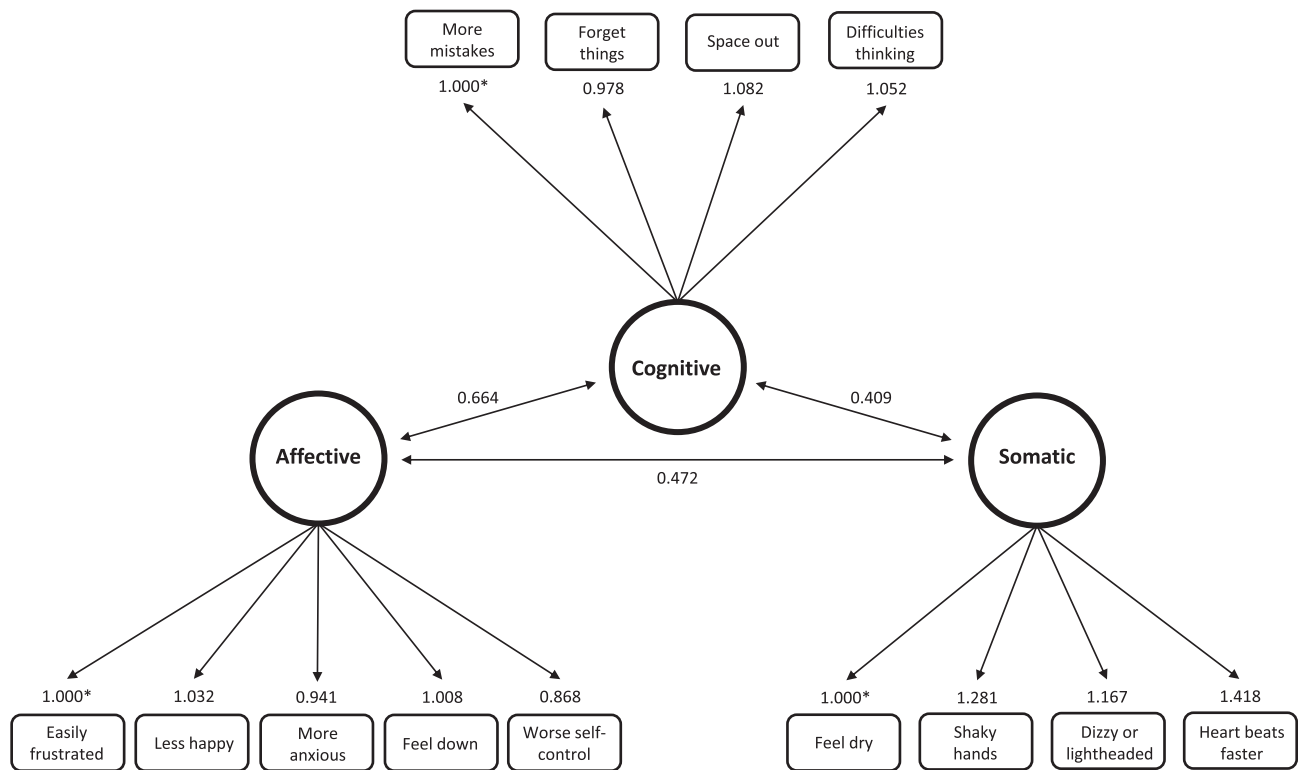 More
mistakes
Forget
things
Space out
Difficulties
thinking
1.000*
0.978
1.082
1.052
Cognitive
0.664
0.409
Affective
Somatic
0.472
1.000*
1.032
0.941
1.008
0.868
1.000*
1.281
1.167
1.418
Easily
frustrated
Less happy
More
anxious
Feel down
Worse self-
control
Feel dry
Shaky
hands
Dizzy or
lightheaded
Heart beats
faster